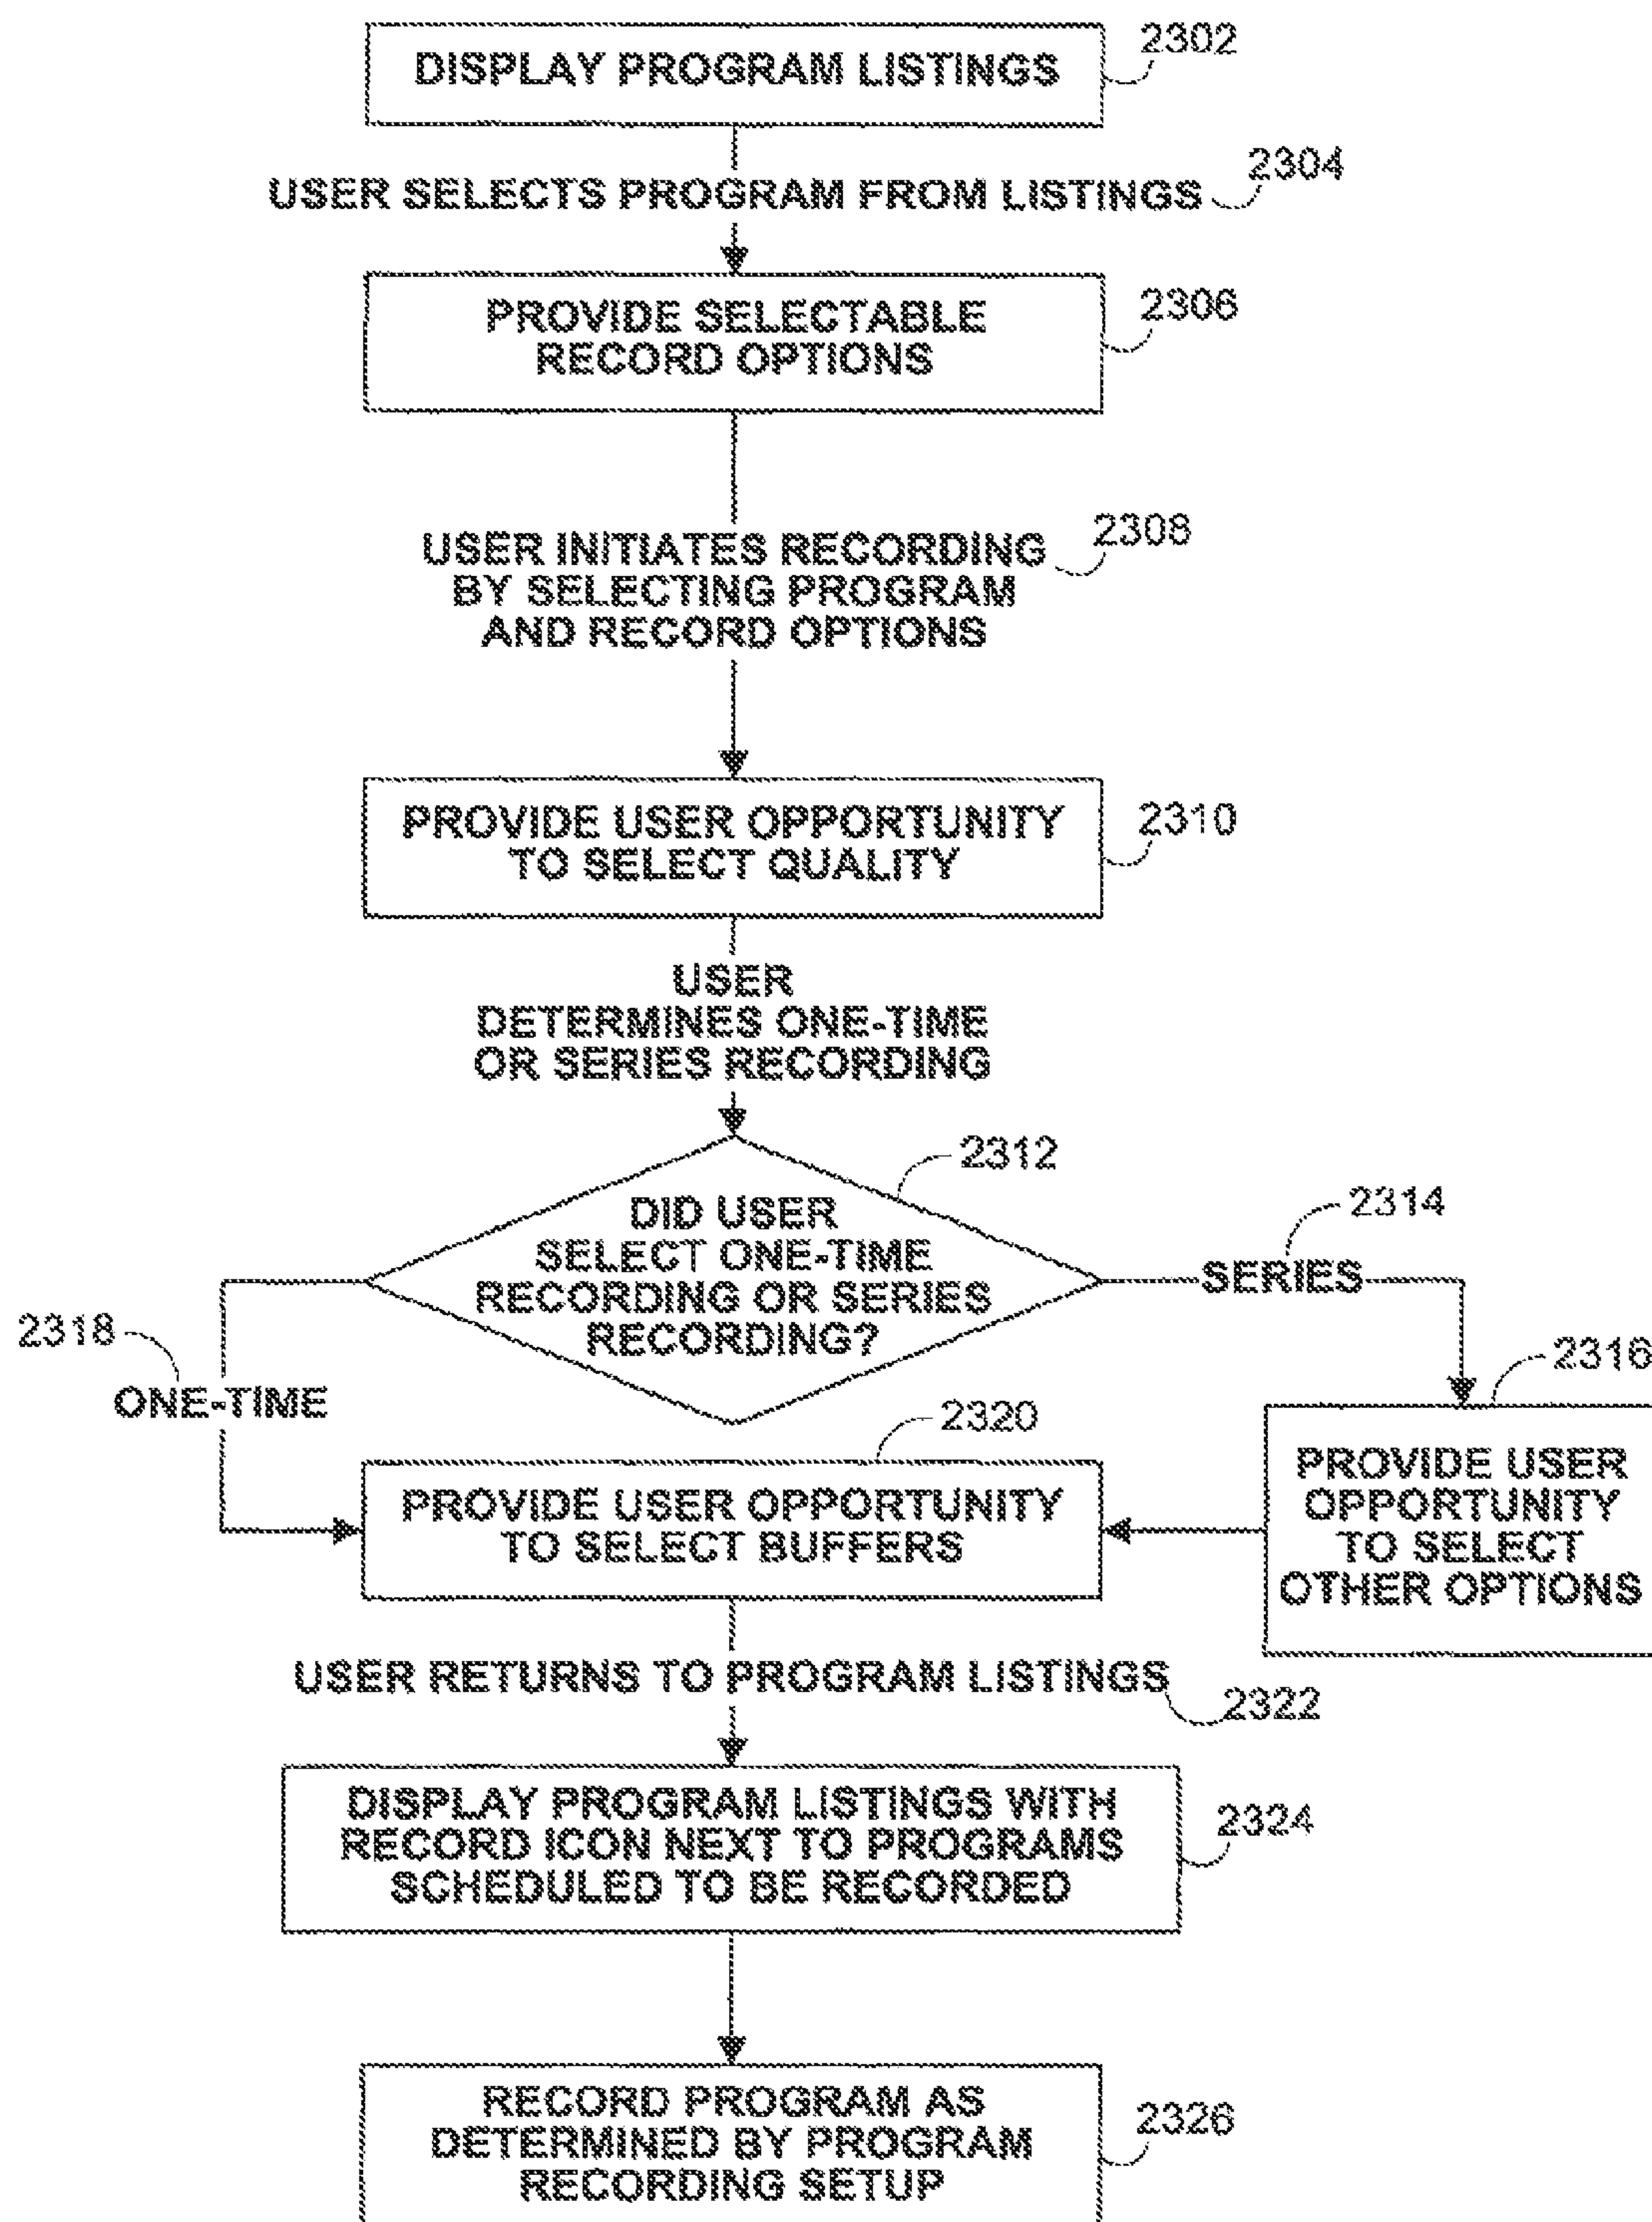 DISPLAY PROGRAM LISTINGS
2302
USER SELECTS PROGRAM FROM LISTINGS
2304
PROVIDE SELECTABLE
RECORD OPTIONS
2306
USER INITIATES RECORDING
BY SELECTING PROGRAM
AND RECORD OPTIONS
2308
PROVIDE USER OPPORTUNITY
TO SELECT QUALITY
2310
USER
DETERMINES ONE-TIME
OR SERIES RECORDING
2312
DID USER
SELECT ONE-TIME
RECORDING OR SERIES
RECORDING?
2314
SERIES
2318
ONE-TIME
2316
PROVIDE USER
OPPORTUNITY
TO SELECT
OTHER OPTIONS
2320
PROVIDE USER OPPORTUNITY
TO SELECT BUFFERS
USER RETURNS TO PROGRAM LISTINGS
2322
DISPLAY PROGRAM LISTINGS WITH
RECORD ICON NEXT TO PROGRAMS
SCHEDULED TO BE RECORDED
2324
RECORD PROGRAM AS
DETERMINED BY PROGRAM
RECORDING SETUP
2326